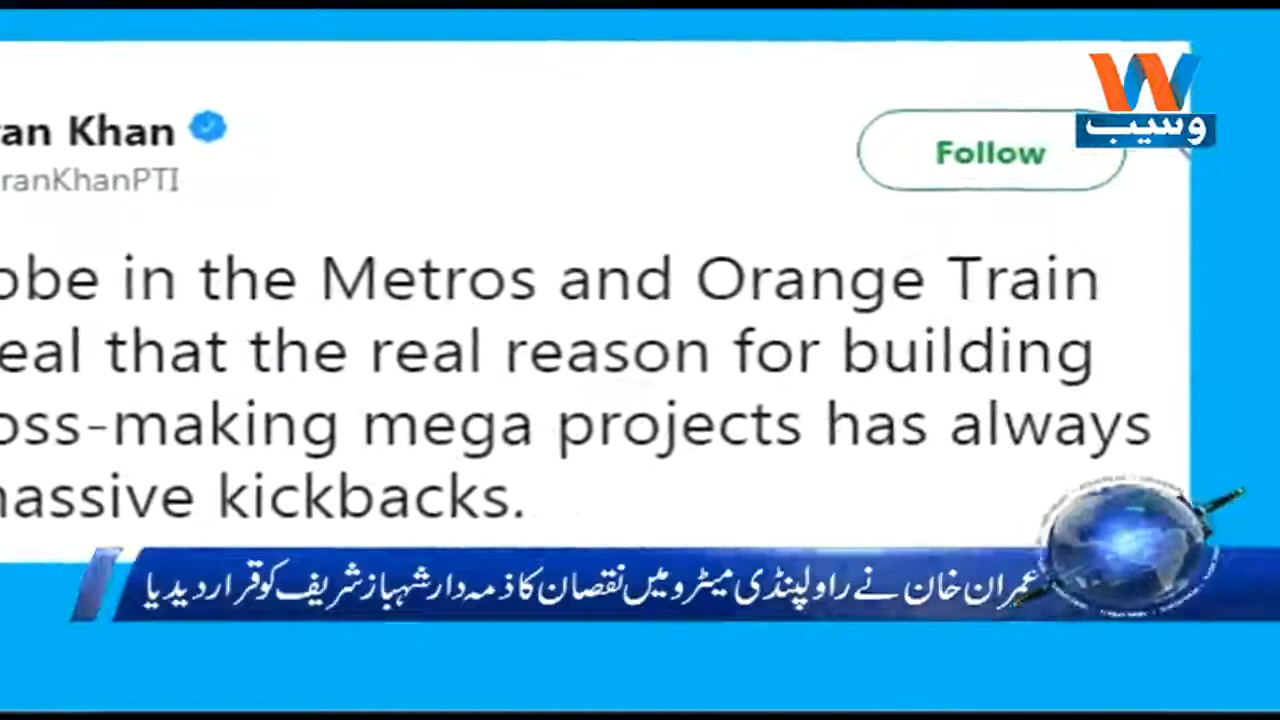 ran Khan
ranKhanPTI
Follow
وسیب
obe in the Metros and Orange Train
eal that the real reason for building
oss-making mega projects has always
massive kickbacks.
عمران خان نے راولپنڈی میٹرو میں نقصان کا ذمہ دار شہباز شریف کو قرار دیدیا